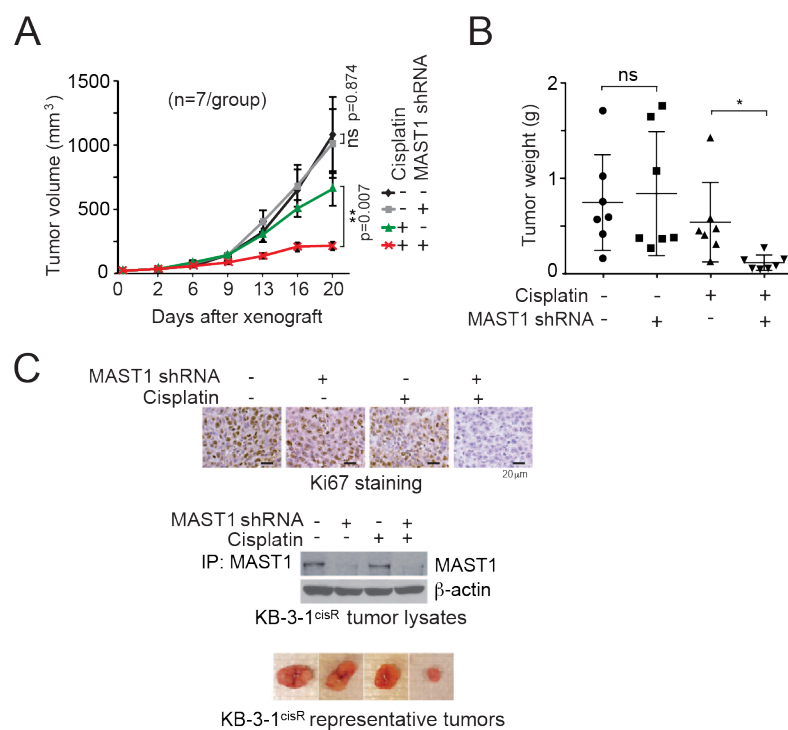 A
Tumor volume (mm³)
1500
1000
500
0
(n=7/group)
0 2 6 9 13 16 20
Days after xenograft
ns p=0.874
** p=0.007
Cisplatin
MAST1 shRNA
- -
- +
+ -
+ +
B
Tumor weight (g)
2
1
0
ns
*
Cisplatin - - + +
MAST1 shRNA - + - +
C
MAST1 shRNA - + - +
Cisplatin - - + +
20μm
Ki67 staining
MAST1 shRNA - + - +
Cisplatin - - + +
IP: MAST1 MAST1
β-actin
KB-3-1cisR tumor lysates
KB-3-1cisR representative tumors